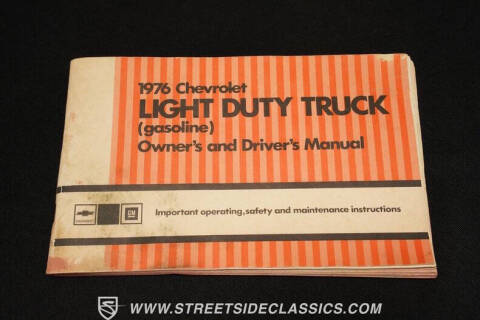 1976 Chevrolet
LIGHT DUTY TRUCK
(gasoline)
Owner's and Driver's Manual
GM
Important operating,safety and maintenance instructions
WWW.STREETSIDECLASSICS.COM